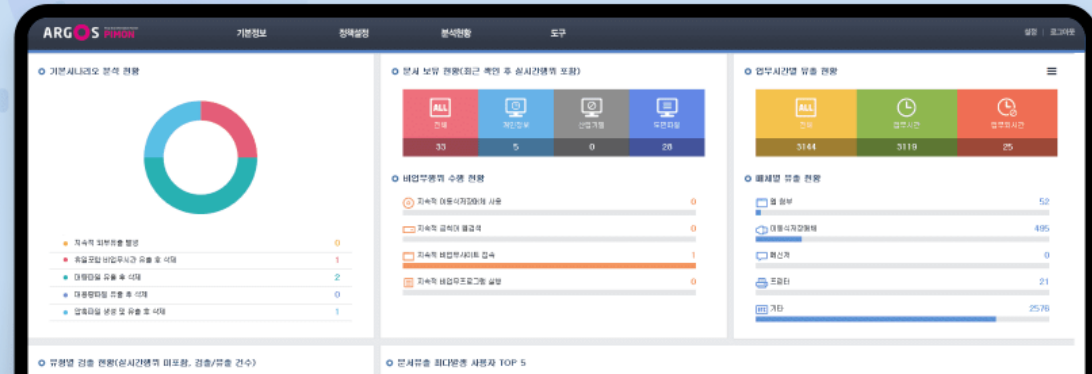 ARGOS PIMON
기본정보
정책설정
분석현황
도구
설정 | 로그아웃
기본시나리오 분석 현황
지속적 외부유출 발생 0
휴일포함 비업무시간 유출 후 삭제 1
대량파일 유출 후 삭제 2
대용량파일 유출 후 삭제 0
압축파일 생성 및 유출 후 삭제 1
문서 보유 현황(최근 색인 후 실시간행위 포함)
ALL
전체 개인정보 산업기밀 도면파일
33 5 0 28
비업무행위 수행 현황
지속적 이동식저장매체 사용 0
지속적 금칙어 웹검색 0
지속적 비업무사이트 접속 1
지속적 비업무프로그램 실행 0
업무시간별 유출 현황
ALL
전체 업무시간 업무외시간
3144 3119 25
매체별 유출 현황
웹 첨부 52
이동식저장매체 495
메신저 0
프린터 21
기타 2576
유형별 검출 현황(실시간행위 미포함, 검출/유출 건수)
문서유출 최다발생 사용자 TOP 5